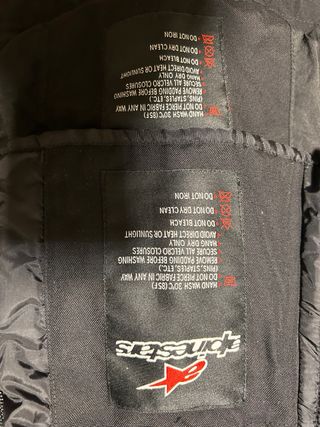 alpinestars
HAND WASH 30°C (85F)
• DO NOT PIERCE FABRIC IN ANY WAY
(PINS, STAPLES, ETC.)
• REMOVE PADDING BEFORE WASHING
• SECURE ALL VELCRO CLOSURES
• HANG DRY ONLY
• AVOID DIRECT HEAT OR SUNLIGHT
• DO NOT BLEACH
• DO NOT DRY CLEAN
• DO NOT IRON
HAND WASH 30°C (85F)
• DO NOT PIERCE FABRIC IN ANY WAY
(PINS, STAPLES, ETC.)
• REMOVE PADDING BEFORE WASHING
• SECURE ALL VELCRO CLOSURES
• HANG DRY ONLY
• AVOID DIRECT HEAT OR SUNLIGHT
• DO NOT BLEACH
• DO NOT DRY CLEAN
• DO NOT IRON